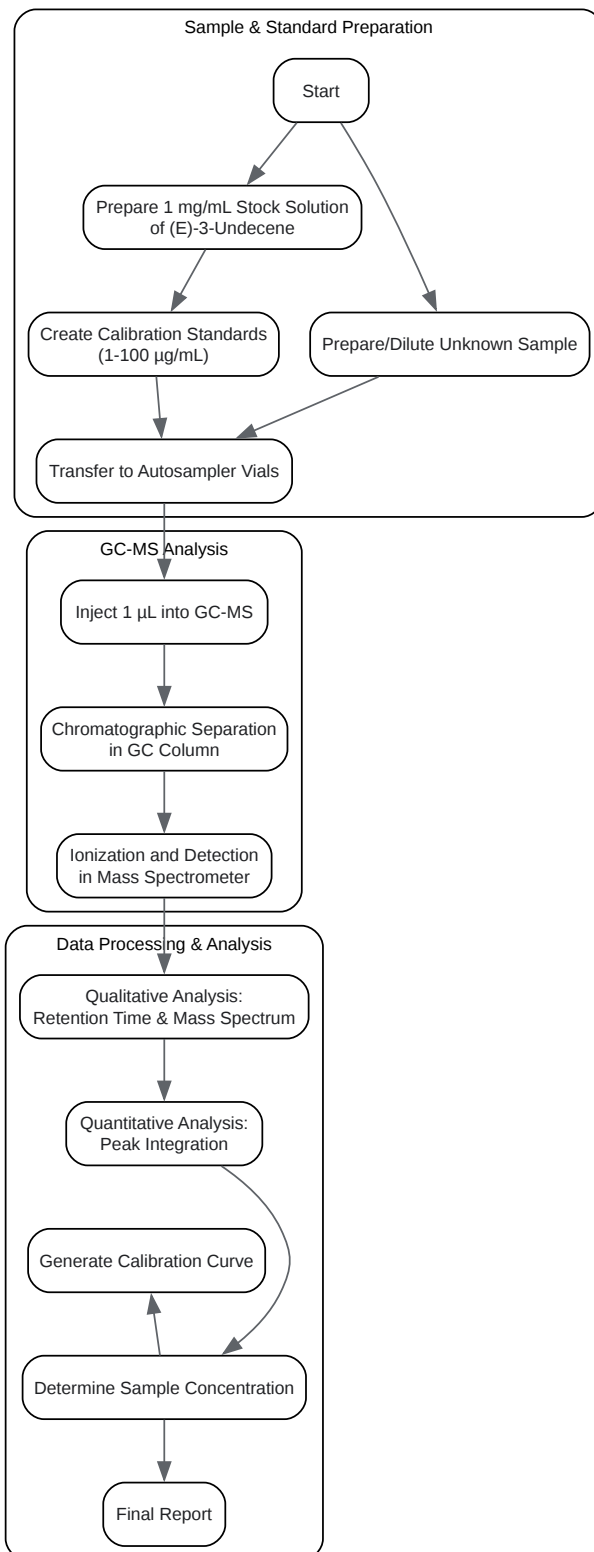 Sample & Standard Preparation
Start
Prepare 1 mg/mL Stock Solution
of (E)-3-Undecene
Create Calibration Standards
(1-100 µg/mL)
Prepare/Dilute Unknown Sample
Transfer to Autosampler Vials
GC-MS Analysis
Inject 1 µL into GC-MS
Chromatographic Separation
in GC Column
Ionization and Detection
in Mass Spectrometer
Data Processing & Analysis
Qualitative Analysis:
Retention Time & Mass Spectrum
Quantitative Analysis:
Peak Integration
Generate Calibration Curve
Determine Sample Concentration
Final Report